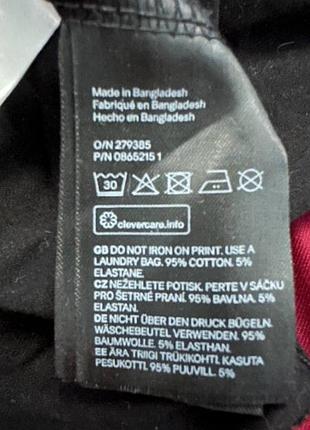 Made in Bangladesh
Fabriqué en Bangladesh
Hecho en Bangladesh
O/N 279385
P/N 08652151
30
clevercare.info
GB DO NOT IRON ON PRINT. USE A
LAUNDRY BAG. 95% COTTON. 5%
ELASTANE.
CZ NEŽEHLETE POTISK. PERTE V SÁČKU
PRO ŠETRNÉ PRANÍ. 95% BAVLNA. 5%
ELASTAN.
DE NICHT ÜBER DEN DRUCK BÜGELN.
WÄSCHEBEUTEL VERWENDEN. 95%
BAUMWOLLE. 5% ELASTHAN.
EE ÄRA TRIIGI TRÜKIKOHTI. KASUTA
PESUKOTTI. 95% PUUVILL. 5%